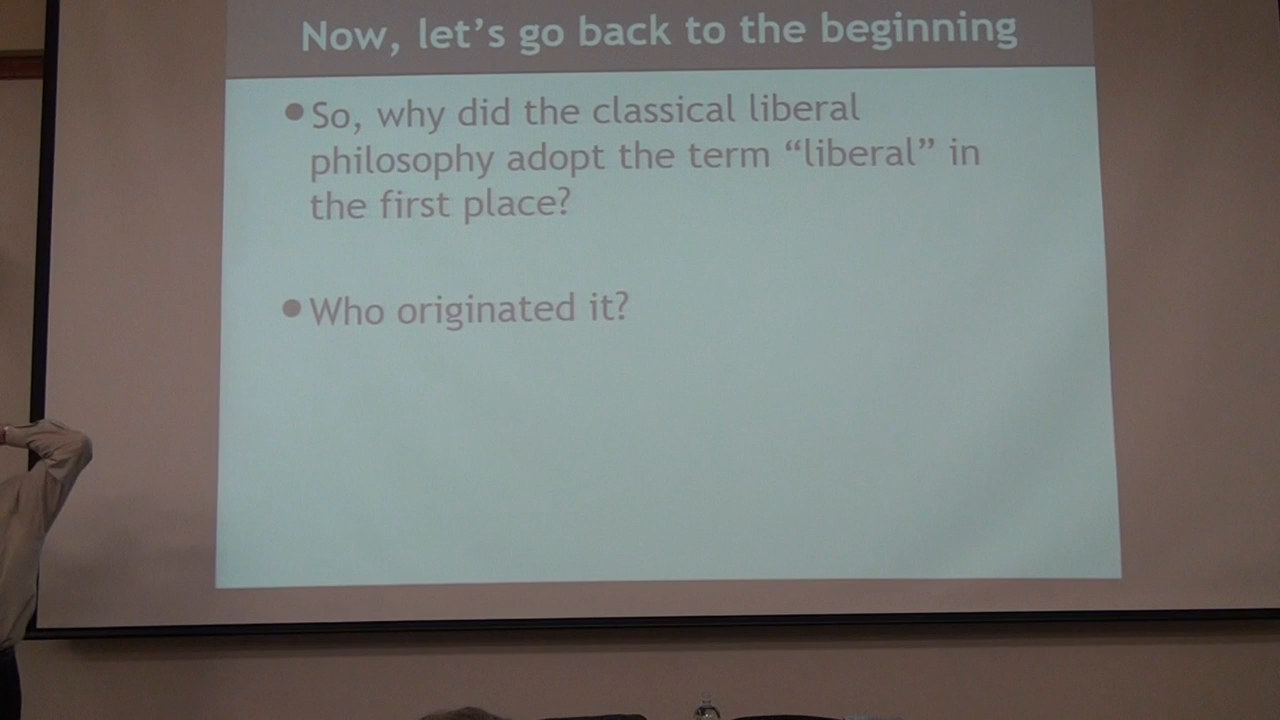 Now, let's go back to the beginning
•So, why did the classical liberal
philosophy adopt the term “liberal” in
the first place?
•Who originated it?